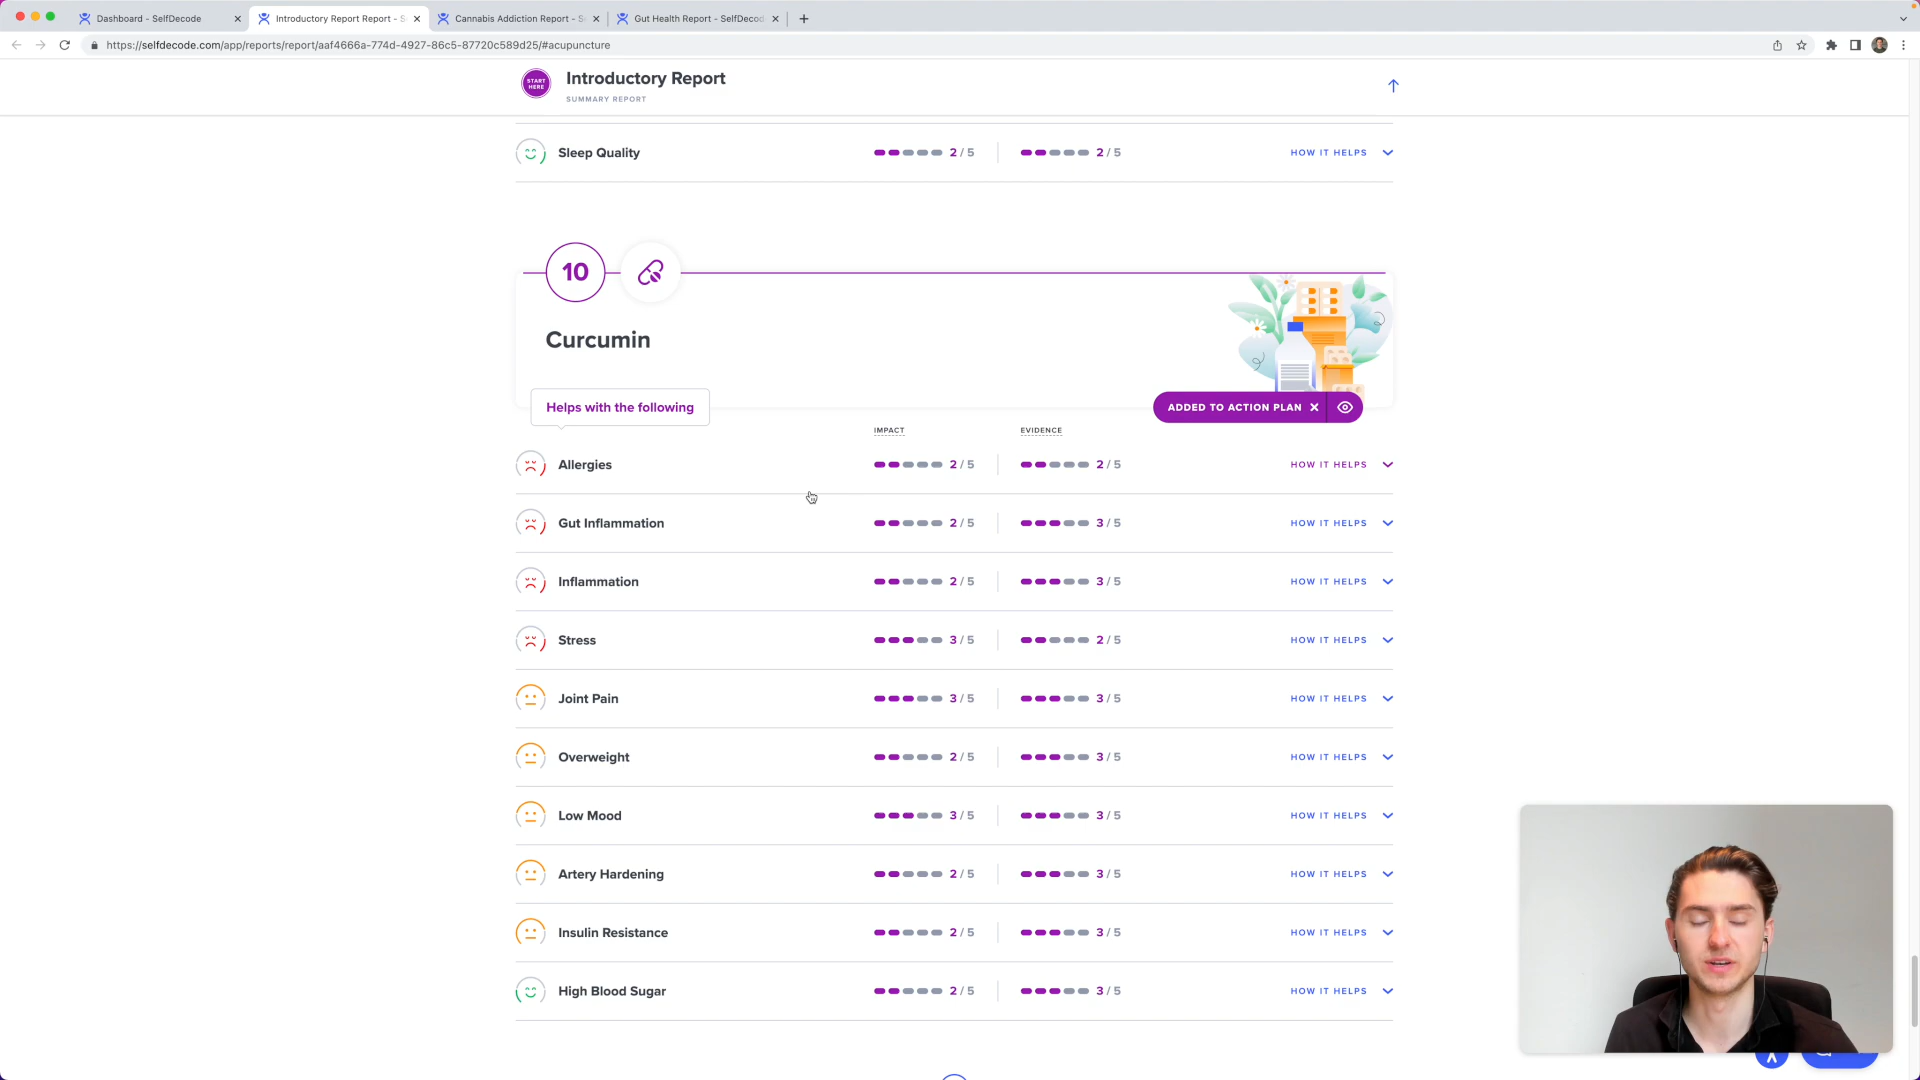 Dashboard - SelfDecode
Introductory Report Report - S
Cannabis Addiction Report - S
Gut Health Report - SelfDecod
https://selfdecode.com/app/reports/report/aaf4666a-774d-4927-86c5-87720c589d25/#acupuncture
START HERE
Introductory Report
SUMMARY REPORT
Sleep Quality 2 / 5 2 / 5 HOW IT HELPS
10
Curcumin
Helps with the following
ADDED TO ACTION PLAN
IMPACT EVIDENCE
Allergies 2 / 5 2 / 5 HOW IT HELPS
Gut Inflammation 2 / 5 3 / 5 HOW IT HELPS
Inflammation 2 / 5 3 / 5 HOW IT HELPS
Stress 3 / 5 2 / 5 HOW IT HELPS
Joint Pain 3 / 5 3 / 5 HOW IT HELPS
Overweight 2 / 5 3 / 5 HOW IT HELPS
Low Mood 3 / 5 3 / 5 HOW IT HELPS
Artery Hardening 2 / 5 3 / 5 HOW IT HELPS
Insulin Resistance 2 / 5 3 / 5 HOW IT HELPS
High Blood Sugar 2 / 5 3 / 5 HOW IT HELPS